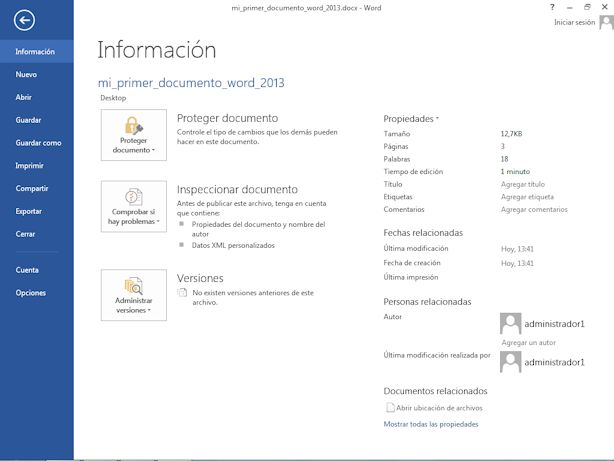 mi_primer_documento_word_2013.docx - Word
?
Iniciar sesión
Información
Nuevo
Abrir
Guardar
Guardar como
Imprimir
Compartir
Exportar
Cerrar
Cuenta
Opciones
Información
mi_primer_documento_word_2013
Desktop
Proteger
documento
Proteger documento
Controle el tipo de cambios que los demás pueden
hacer en este documento.
Comprobar si
hay problemas
Inspeccionar documento
Antes de publicar este archivo, tenga en cuenta
que contiene:
Propiedades del documento y nombre del
autor
Datos XML personalizados
Administrar
versiones
Versiones
No existen versiones anteriores de este
archivo.
Propiedades
Tamaño 12,7KB
Páginas 3
Palabras 18
Tiempo de edición 1 minuto
Título Agregar título
Etiquetas Agregar etiqueta
Comentarios Agregar comentarios
Fechas relacionadas
Última modificación Hoy, 13:41
Fecha de creación Hoy, 13:41
Última impresión
Personas relacionadas
Autor administrador1
Agregar un autor
Última modificación realizada por administrador1
Documentos relacionados
Abrir ubicación de archivos
Mostrar todas las propiedades